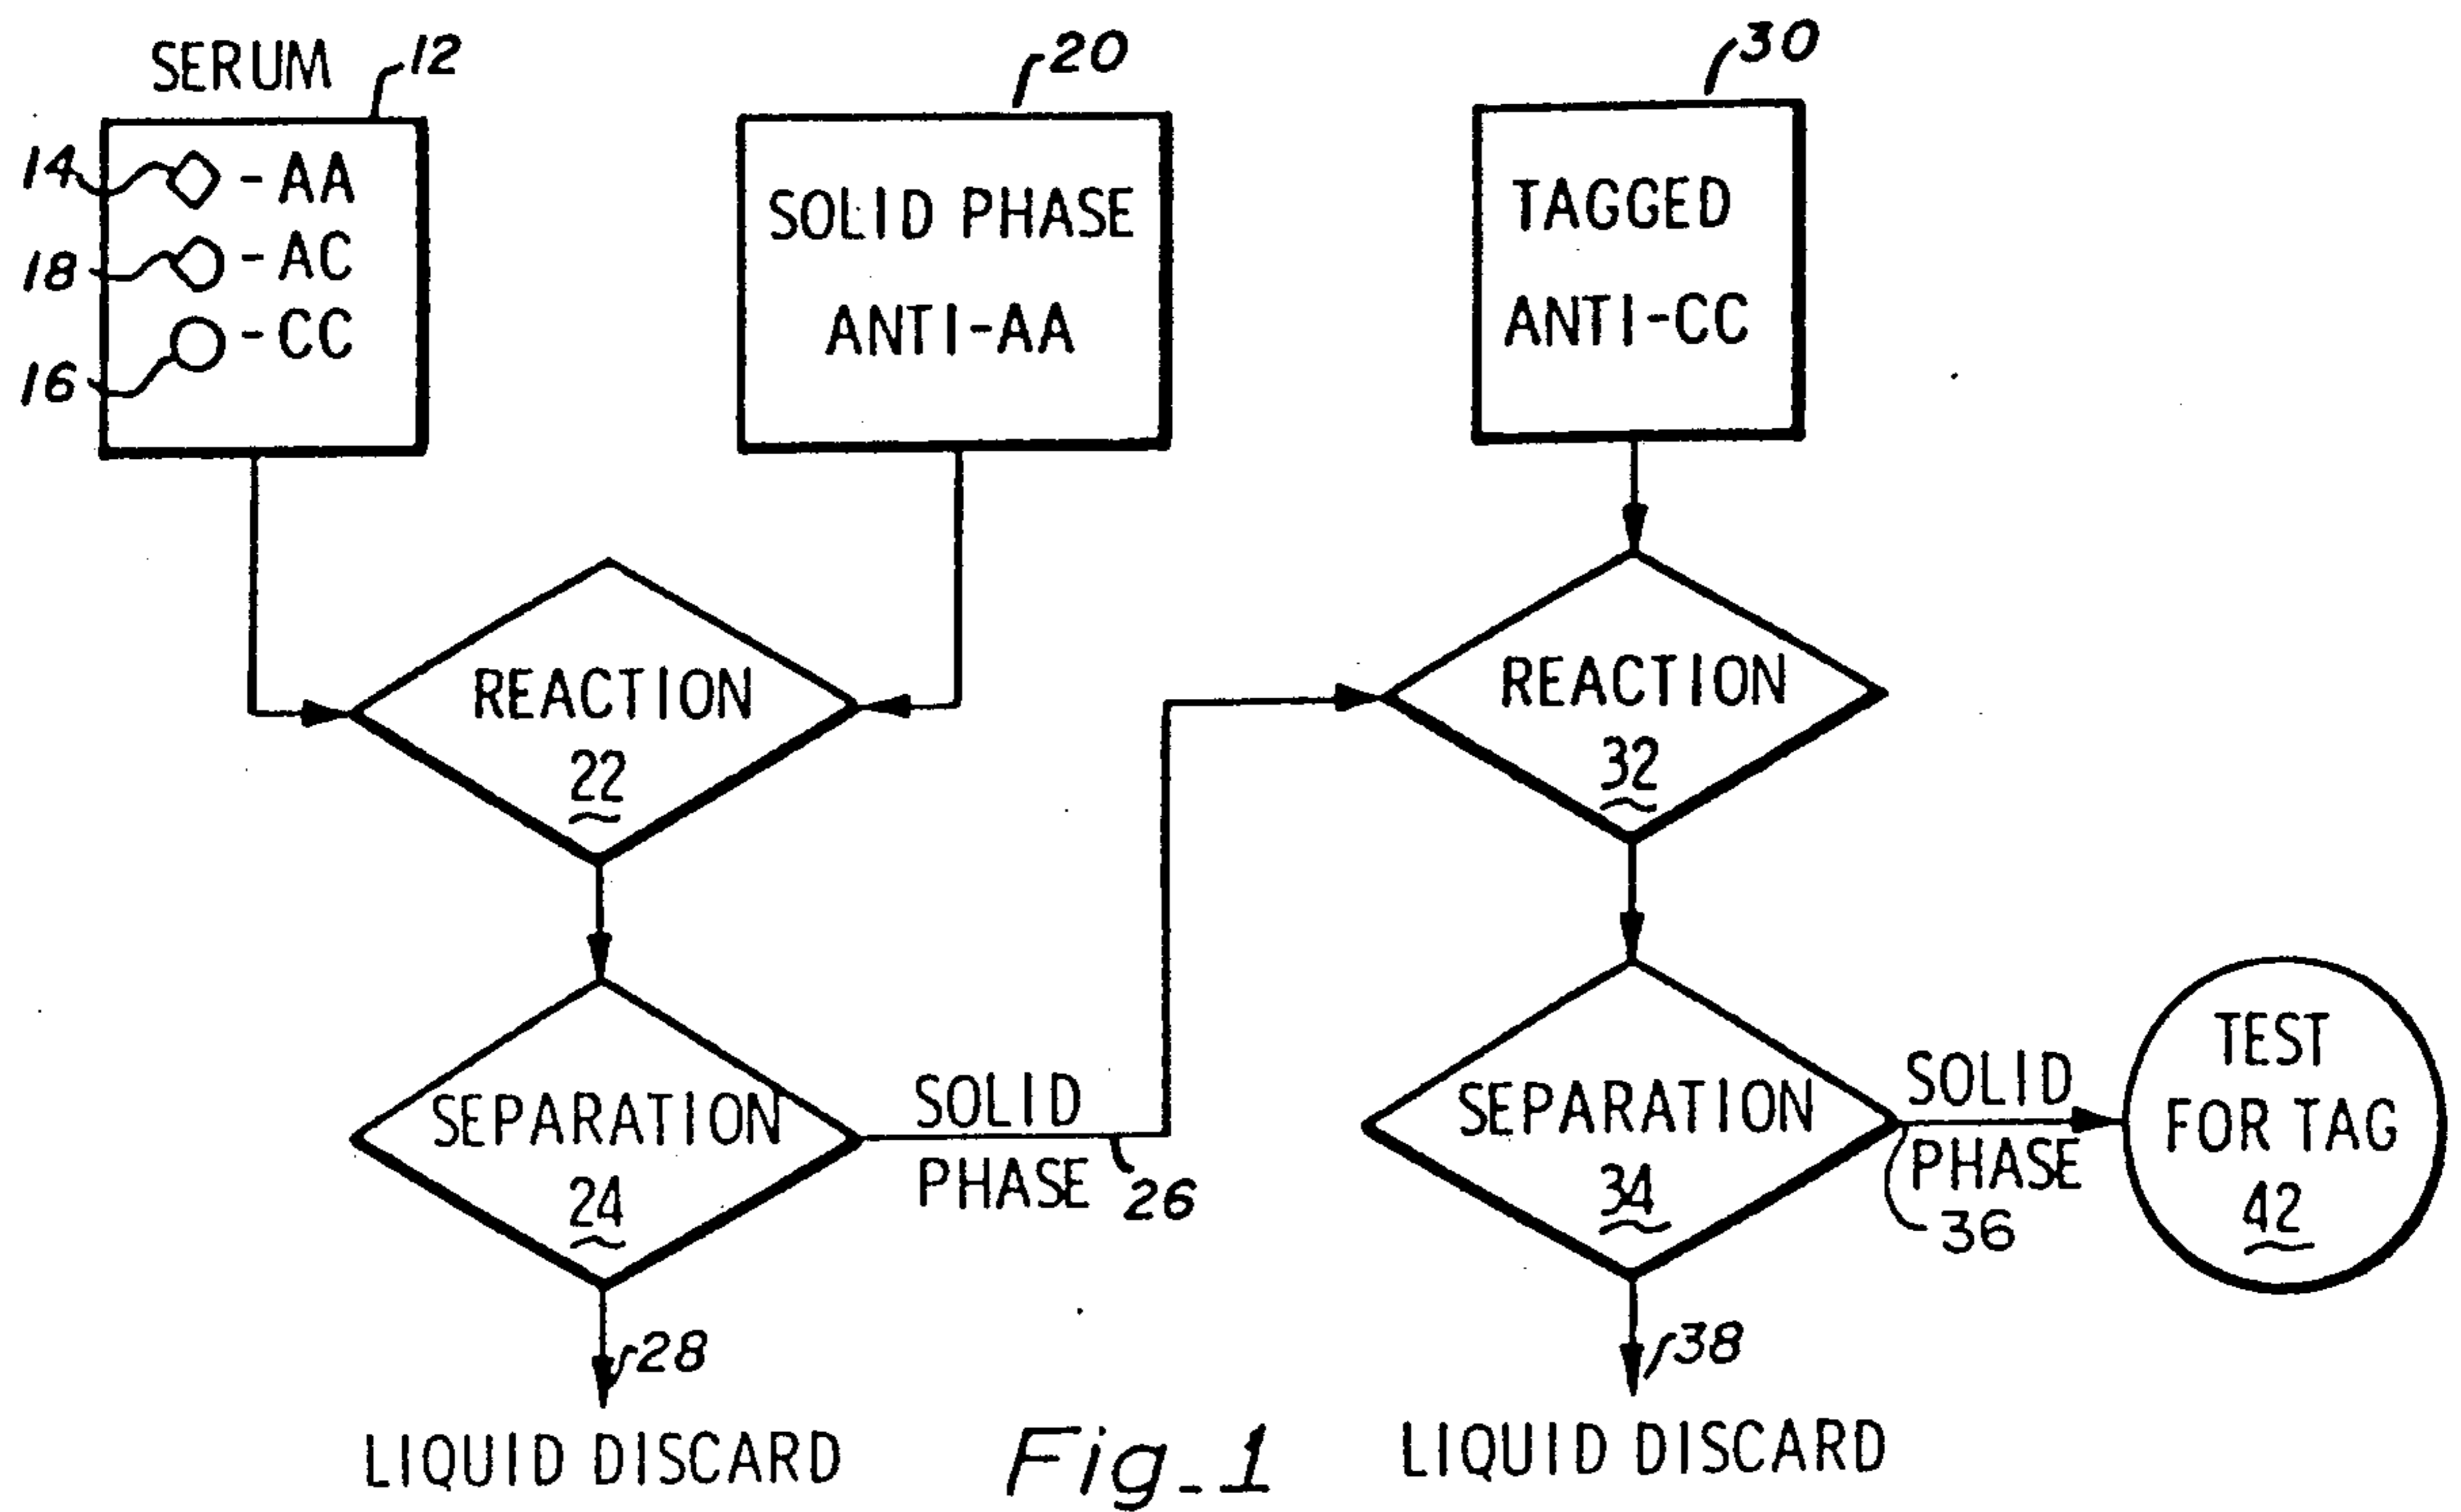 SERUM 12
14 - AA
18 - AC
16 - CC
20
SOLID PHASE
ANTI-AA
30
TAGGED
ANTI-CC
REACTION
22
REACTION
32
SEPARATION
24
SOLID
PHASE 26
SEPARATION
34
SOLID
PHASE
36
TEST
FOR TAG
42
28
LIQUID DISCARD
38
LIQUID DISCARD
Fig_1